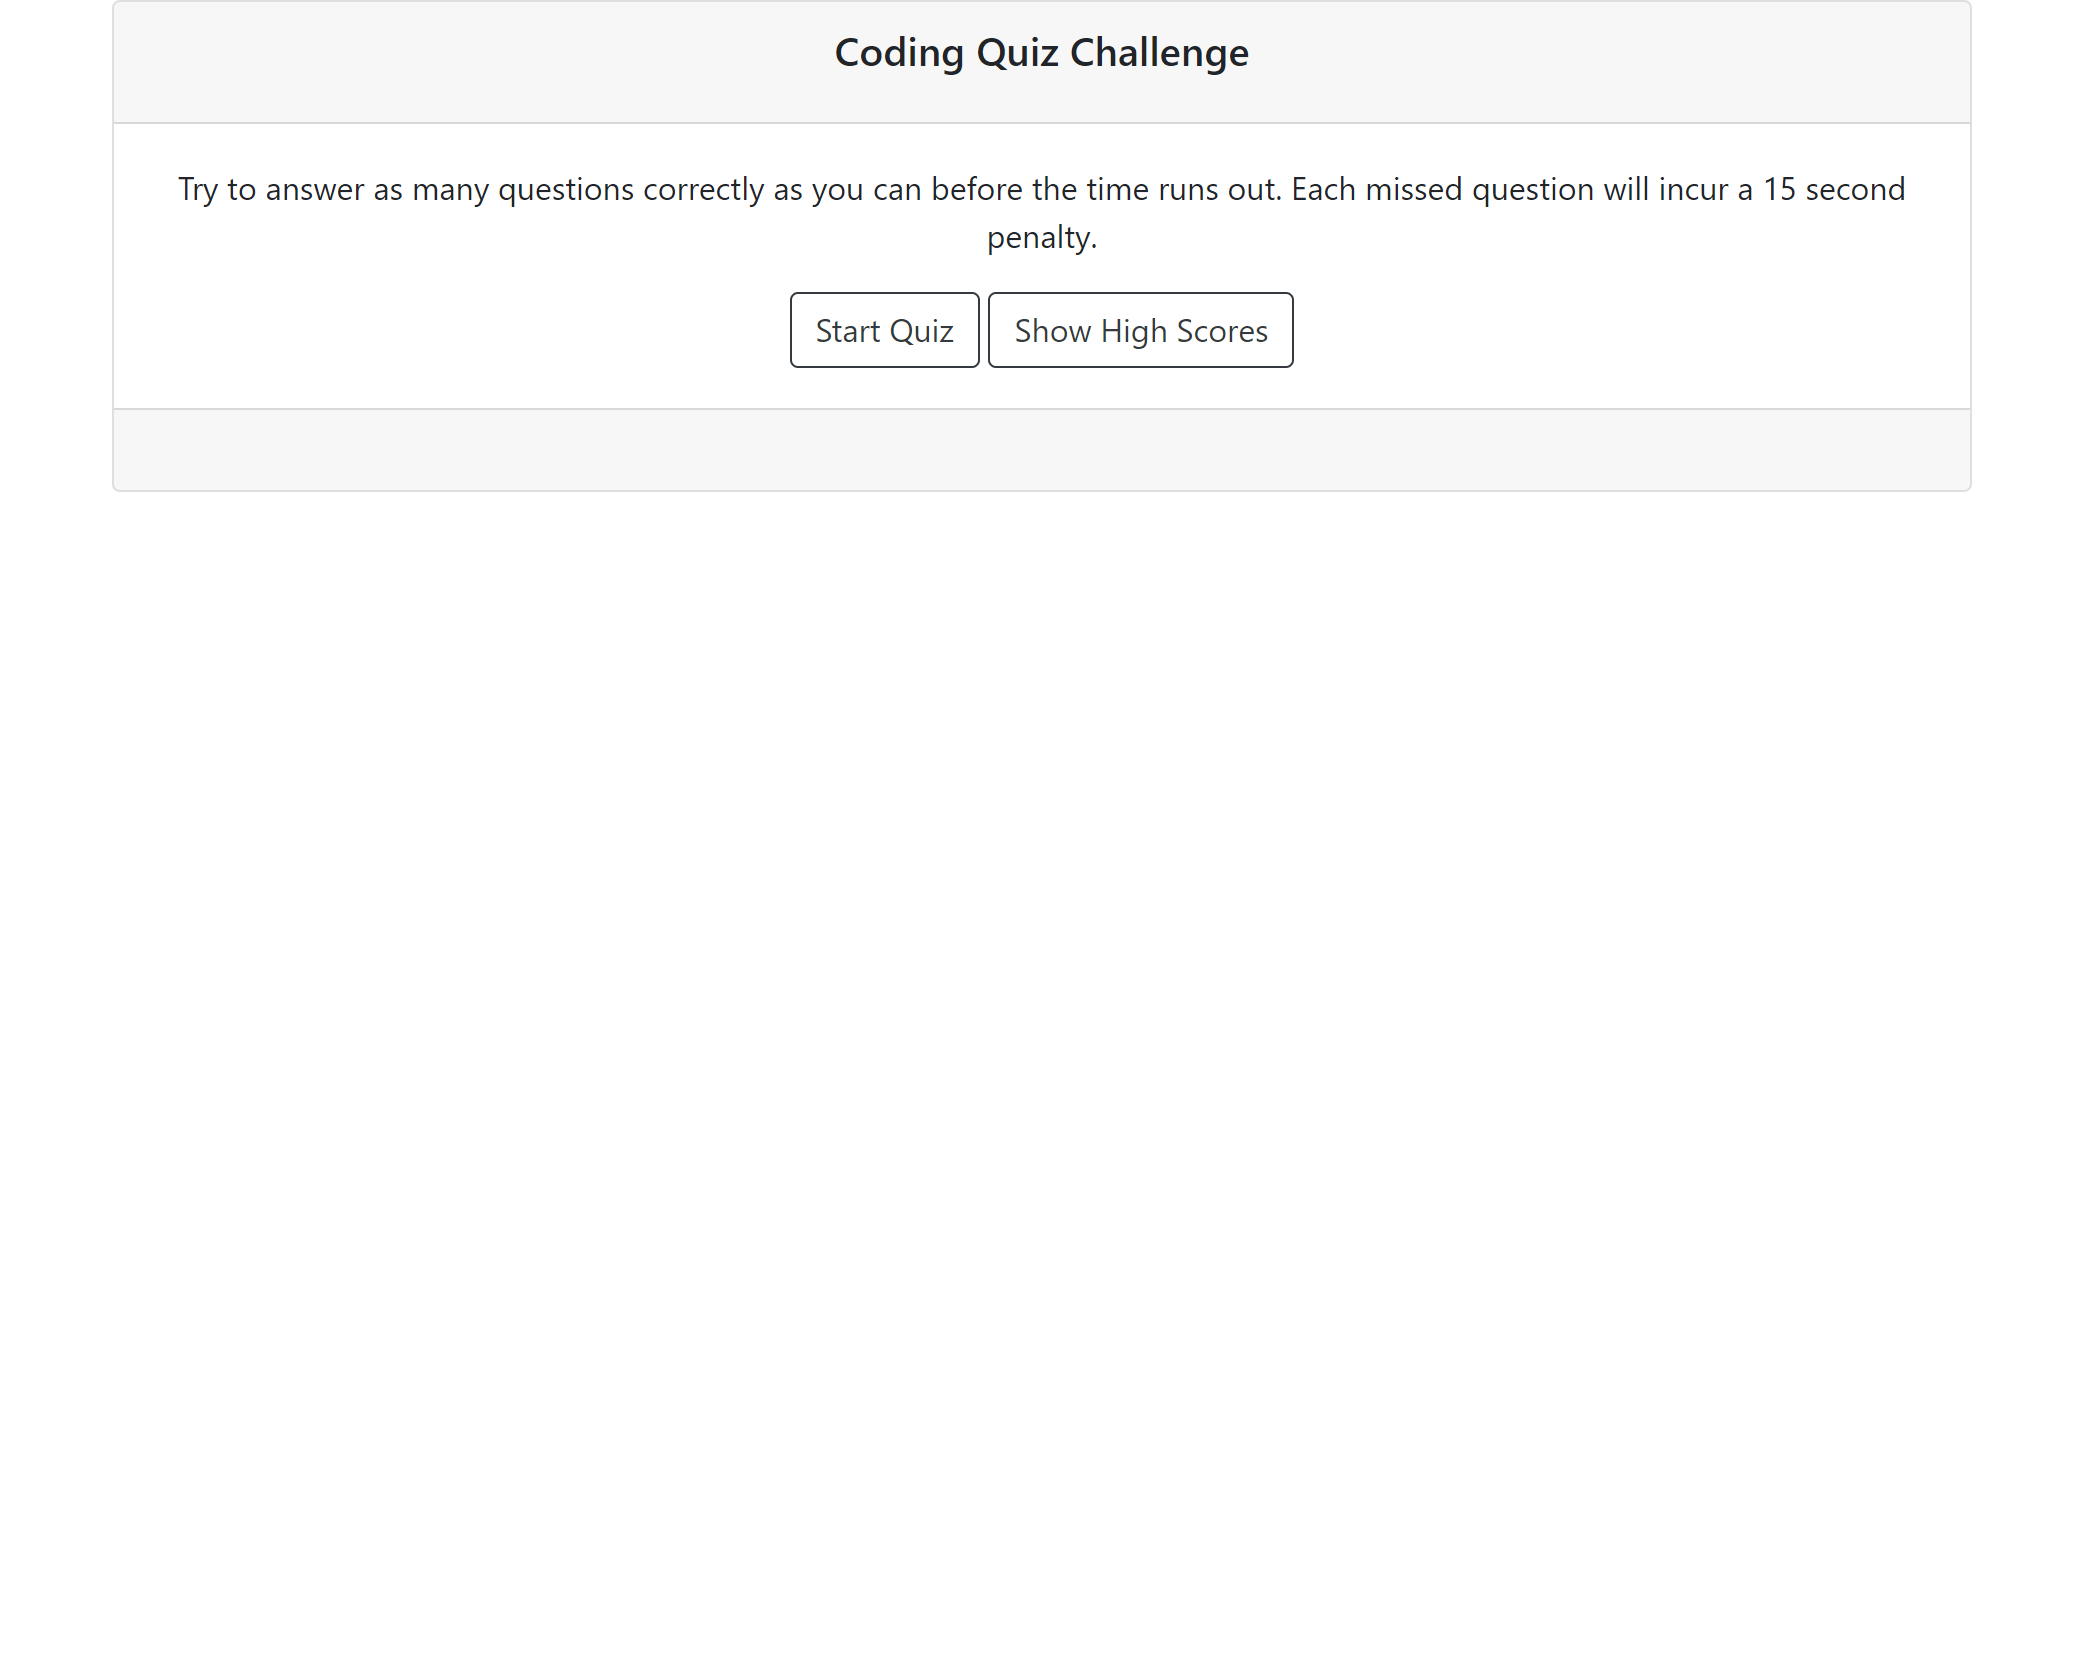 Coding Quiz Challenge
Try to answer as many questions correctly as you can before the time runs out. Each missed question will incur a 15 second
penalty.
Start Quiz
Show High Scores